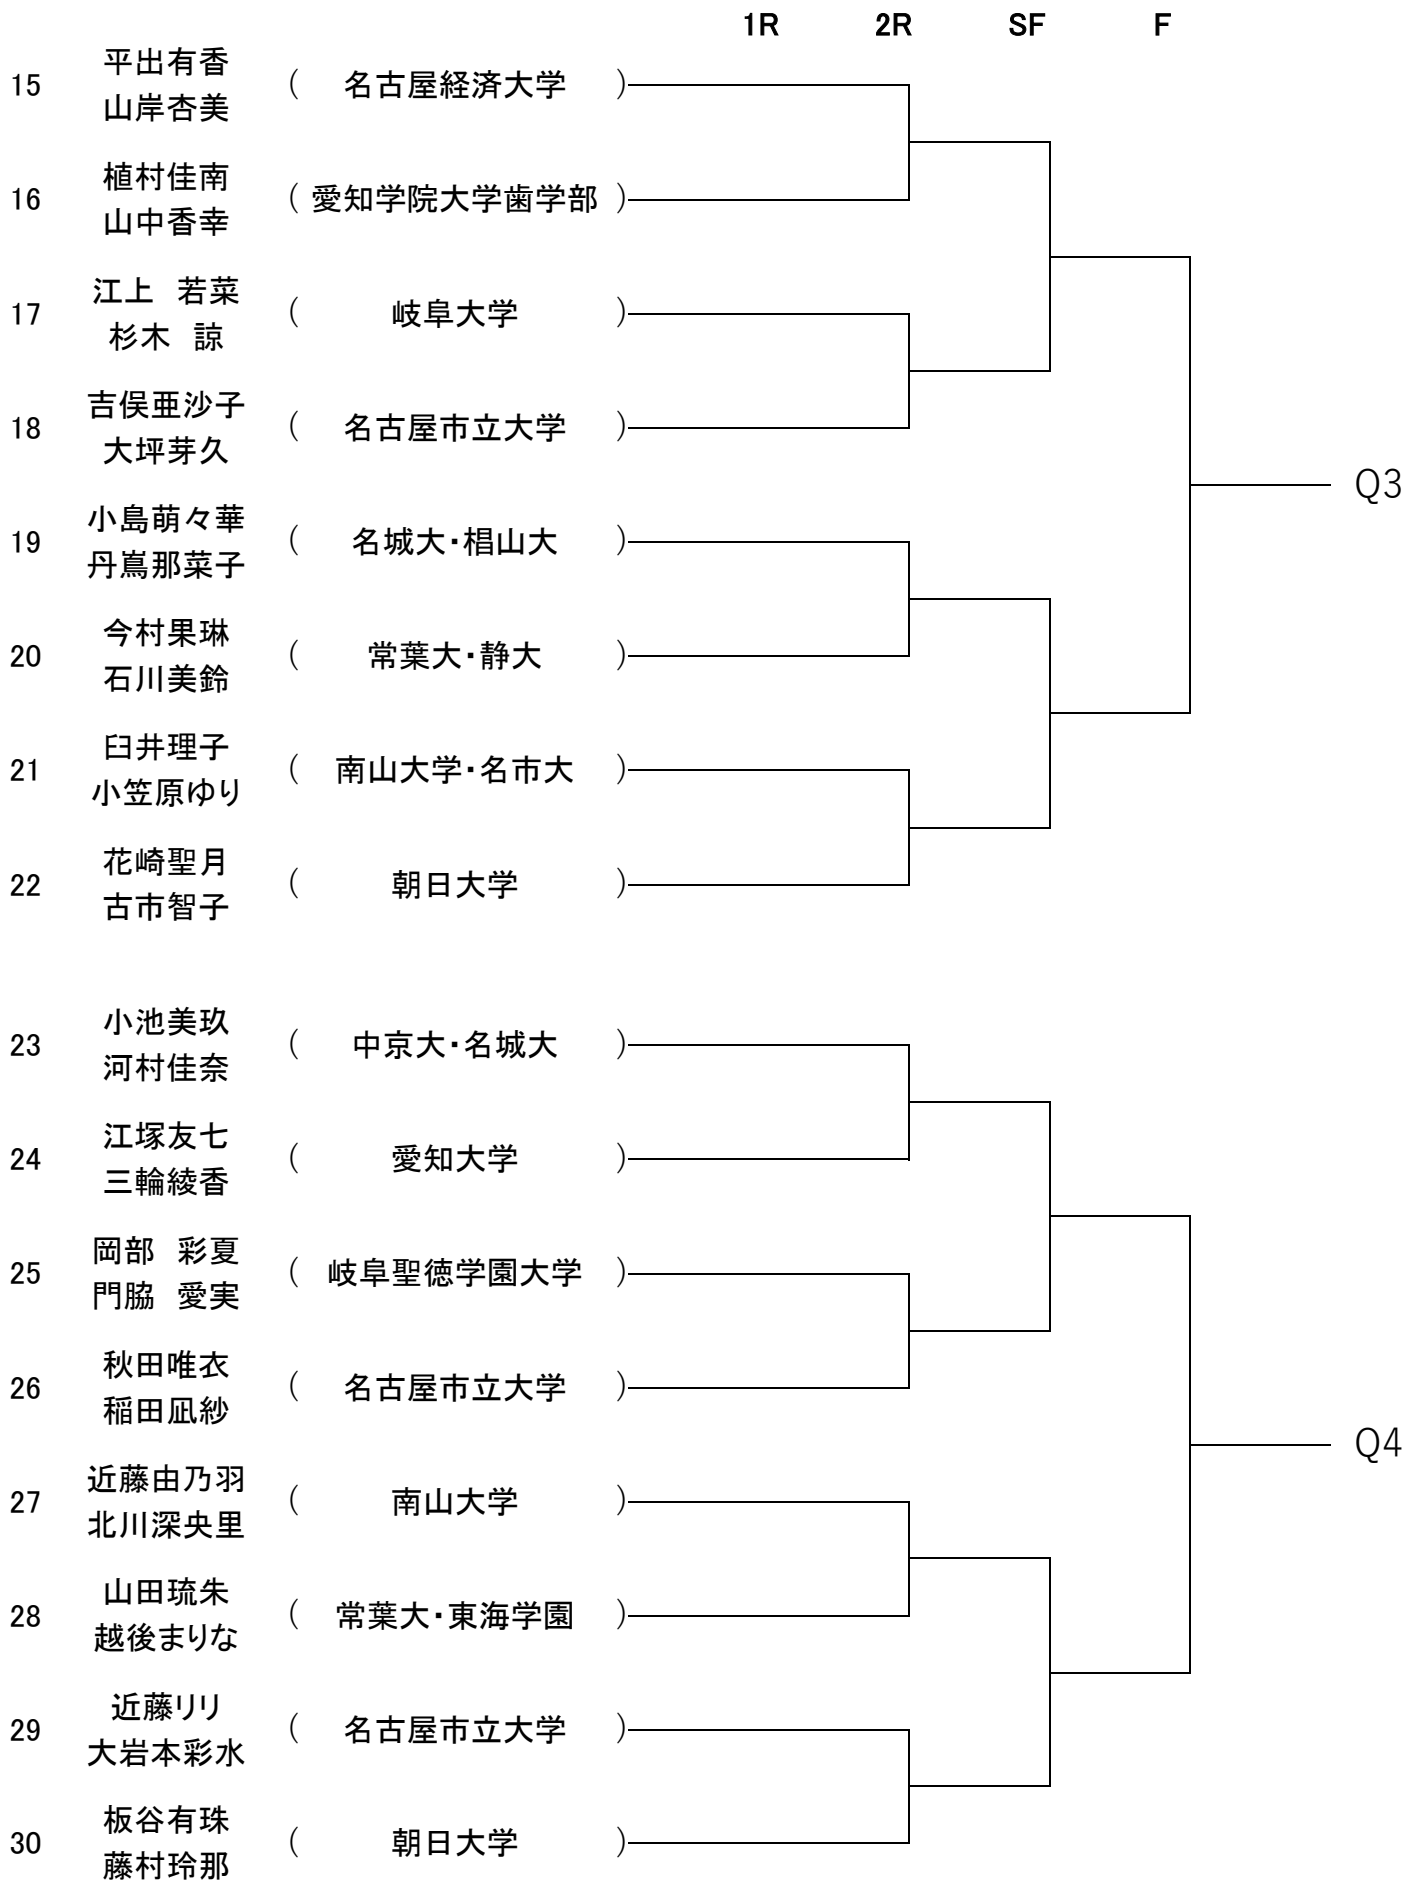 1R 2R SF F
平出有香
15 ( 名古屋経済大学 )
山岸杏美
植村佳南
16 ( 愛知学院大学歯学部 )
山中香幸
江上　若菜
17 ( 岐阜大学 )
杉木　諒
吉俣亜沙子
18 ( 名古屋市立大学 )
大坪芽久
Q3
小島萌々華
19 ( 名城大・椙山大 )
丹嶌那菜子
今村果琳
20 ( 常葉大・静大 )
石川美鈴
臼井理子
21 ( 南山大学・名市大 )
小笠原ゆり
花崎聖月
22 ( 朝日大学 )
古市智子
小池美玖
23 ( 中京大・名城大 )
河村佳奈
江塚友七
24 ( 愛知大学 )
三輪綾香
岡部　彩夏
25 ( 岐阜聖徳学園大学 )
門脇　愛実
秋田唯衣
26 ( 名古屋市立大学 )
稲田凪紗
Q4
近藤由乃羽
27 ( 南山大学 )
北川深央里
山田琉朱
28 ( 常葉大・東海学園 )
越後まりな
近藤リリ
29 ( 名古屋市立大学 )
大岩本彩水
板谷有珠
30 ( 朝日大学 )
藤村玲那